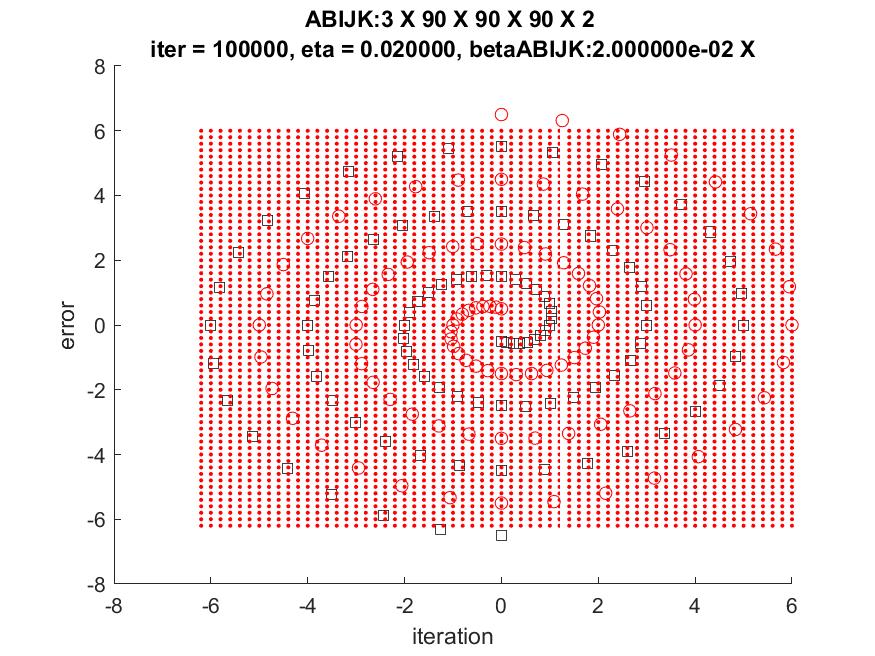 ABIJK:3 X 90 X 90 X 90 X 2
iter = 100000, eta = 0.020000, betaABIJK:2.000000e-02 X
8
6
4
2
0
-2
-4
-6
-8
error
-8 -6 -4 -2 0 2 4 6
iteration